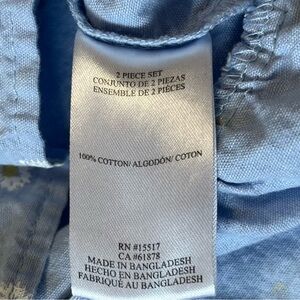 2 PIECE SET
CONJUNTO DE 2 PIEZAS
ENSEMBLE DE 2 PIÈCES
100% COTTON/ ALGODÓN/ COTON
RN #15517
CA #61878
MADE IN BANGLADESH
HECHO EN BANGLADESH
FABRIQUÉ AU BANGLADESH